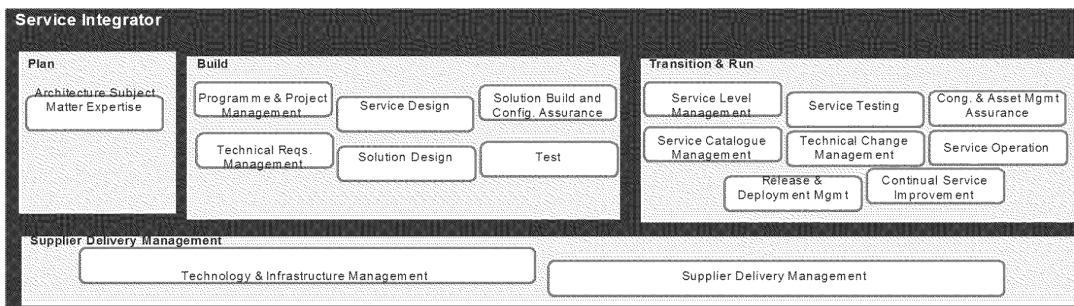 Service Integrator
Plan
Architecture Subject
Matter Expertise
Build
Programme & Project
Management
Service Design
Solution Build and
Config. Assurance
Technical Reqs.
Management.
Solution Design
Test
Transition & Run
Service Level
Management
Service Testing
Cong. & Asset Mgmt
Assurance
Service Catalogue
Management
Technical Change
Management
Service Operation
Release &
Deployment Mgmt
Continual Service
Improvement
Supplier Delivery Management
Technology & Infrastructure Management
Supplier Delivery Management